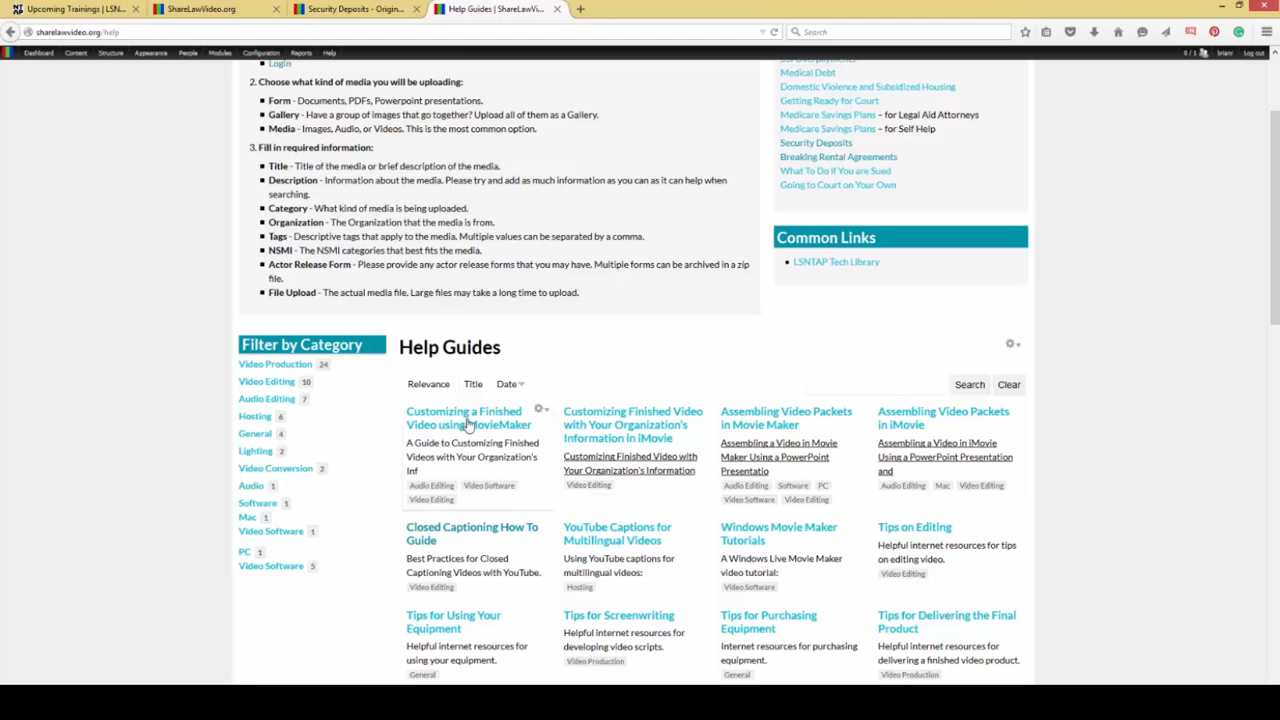 Upcoming Trainings | LSN...
ShareLawVideo.org
Security Deposits - Origin...
Help Guides | ShareLawVi...
sharelawvideo.org/help
Search
Dashboard Content Structure Appearance People Modules Configuration Reports Help
0 / 1 brianr Log out
Login
2. Choose what kind of media you will be uploading:
Form - Documents, PDFs, Powerpoint presentations.
Gallery - Have a group of images that go together? Upload all of them as a Gallery.
Media - Images, Audio, or Videos. This is the most common option.
3. Fill in required information:
Title - Title of the media or brief description of the media.
Description - Information about the media. Please try and add as much information as you can as it can help when
searching.
Category - What kind of media is being uploaded.
Organization - The Organization that the media is from.
Tags - Descriptive tags that apply to the media. Multiple values can be separated by a comma.
NSMI - The NSMI categories that best fits the media.
Actor Release Form - Please provide any actor release forms that you may have. Multiple forms can be archived in a zip
file.
File Upload - The actual media file. Large files may take a long time to upload.
Medical Debt
Domestic Violence and Subsidized Housing
Getting Ready for Court
Medicare Savings Plans - for Legal Aid Attorneys
Medicare Savings Plans - for Self Help
Security Deposits
Breaking Rental Agreements
What To Do If You are Sued
Going to Court on Your Own
Common Links
LSNTAP Tech Library
Filter by Category
Video Production 24
Video Editing 10
Audio Editing 7
Hosting 6
General 4
Lighting 2
Video Conversion 2
Audio 1
Software 1
Mac 1
Video Software 1
PC 1
Video Software 5
Help Guides
Relevance Title Date
Search Clear
Customizing a Finished
Video using MovieMaker
A Guide to Customizing Finished
Videos with Your Organization's
Inf
Audio Editing Video Software
Video Editing
Customizing Finished Video
with Your Organization's
Information in iMovie
Customizing Finished Video with
Your Organization's Information
Video Editing
Assembling Video Packets
in Movie Maker
Assembling a Video in Movie
Maker Using a PowerPoint
Presentatio
Audio Editing Software PC
Video Software Video Editing
Assembling Video Packets
in iMovie
Assembling a Video in iMovie
Using a PowerPoint Presentation
and
Audio Editing Mac Video Editing
Closed Captioning How To
Guide
Best Practices for Closed
Captioning Videos with YouTube.
Video Editing
YouTube Captions for
Multilingual Videos
Using YouTube captions for
multilingual videos:
Hosting
Windows Movie Maker
Tutorials
A Windows Live Movie Maker
video tutorial:
Video Software
Tips on Editing
Helpful internet resources for tips
on editing video.
Video Editing
Tips for Using Your
Equipment
Helpful internet resources for
using your equipment.
General
Tips for Screenwriting
Helpful internet resources for
developing video scripts.
Video Production
Tips for Purchasing
Equipment
Internet resources for purchasing
equipment.
General
Tips for Delivering the Final
Product
Helpful internet resources for
delivering a finished video product.
Video Production